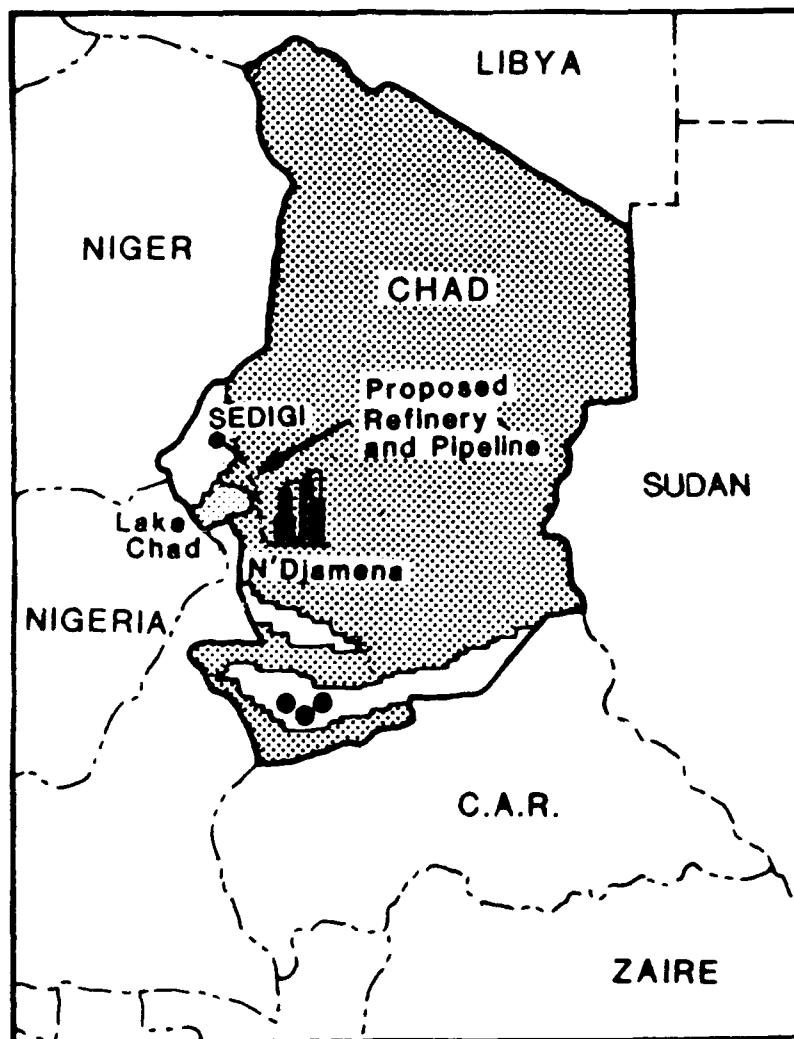 LIBYA
NIGER
CHAD
Proposed
Refinery
and Pipeline
SEDIGI
SUDAN
Lake
Chad
N'Djamena
NIGERIA
C.A.R.
ZAIRE